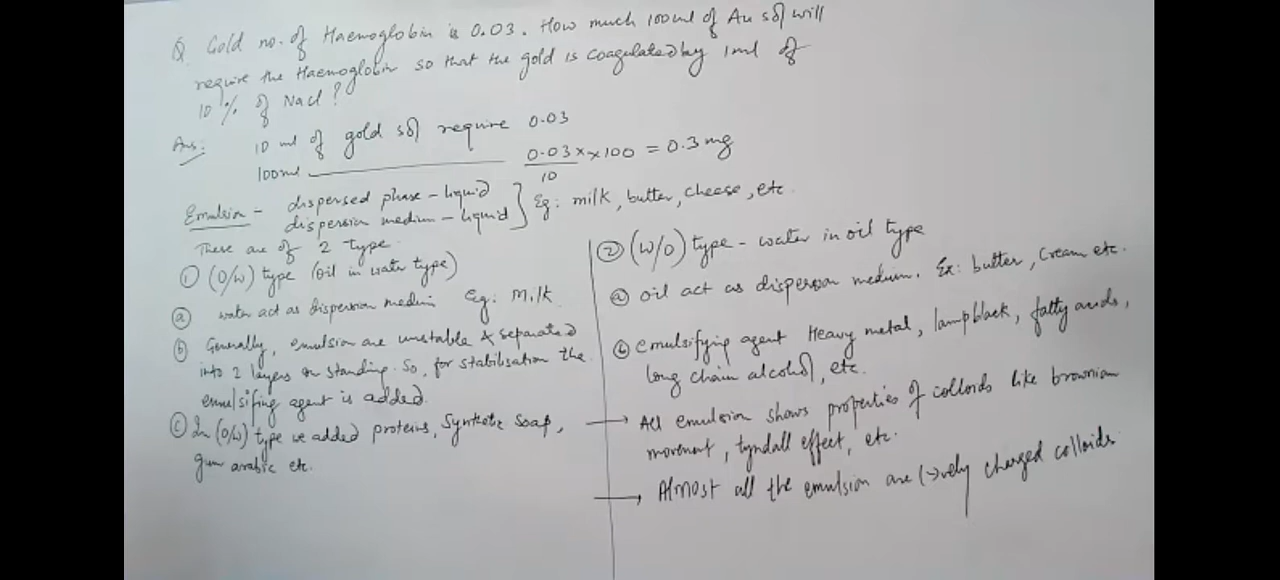 Q Gold no. of Haemoglobin is 0.03. How much 100ml of Au sol will
require the Haemoglobin so that the gold is coagulated by 1ml of
10 % of Nacl?
Ans: 10 ml of gold sol require 0.03
100ml ——— 0.03 x x 100 = 0.3 mg
10
Emulsion - dispersed phase - liquid
dispersion medium - liquid } Eg: milk, butter, cheese, etc.
These are of 2 type
① (O/W) type (oil in water type)
ⓐ water act as dispersion medium Eg: Milk
ⓑ Generally, emulsion are unstable & separated
into 2 layers on standing. So, for stabilisation the
emulsifing agent is added.
ⓒ In (O/W) type we added proteins, Synthetic soap,
gum arabic etc.
② (W/O) type - water in oil type
ⓐ oil act as dispersion medium. Ex: butter, Cream etc.
ⓑ emulsifying agent Heavy metal, lampblack, fatty acids,
long chain alcohol, etc.
→ All emulsion shows properties of colloids like brownian
movement, tyndall effect, etc.
→ Almost all the emulsion are (-)vely charged colloids